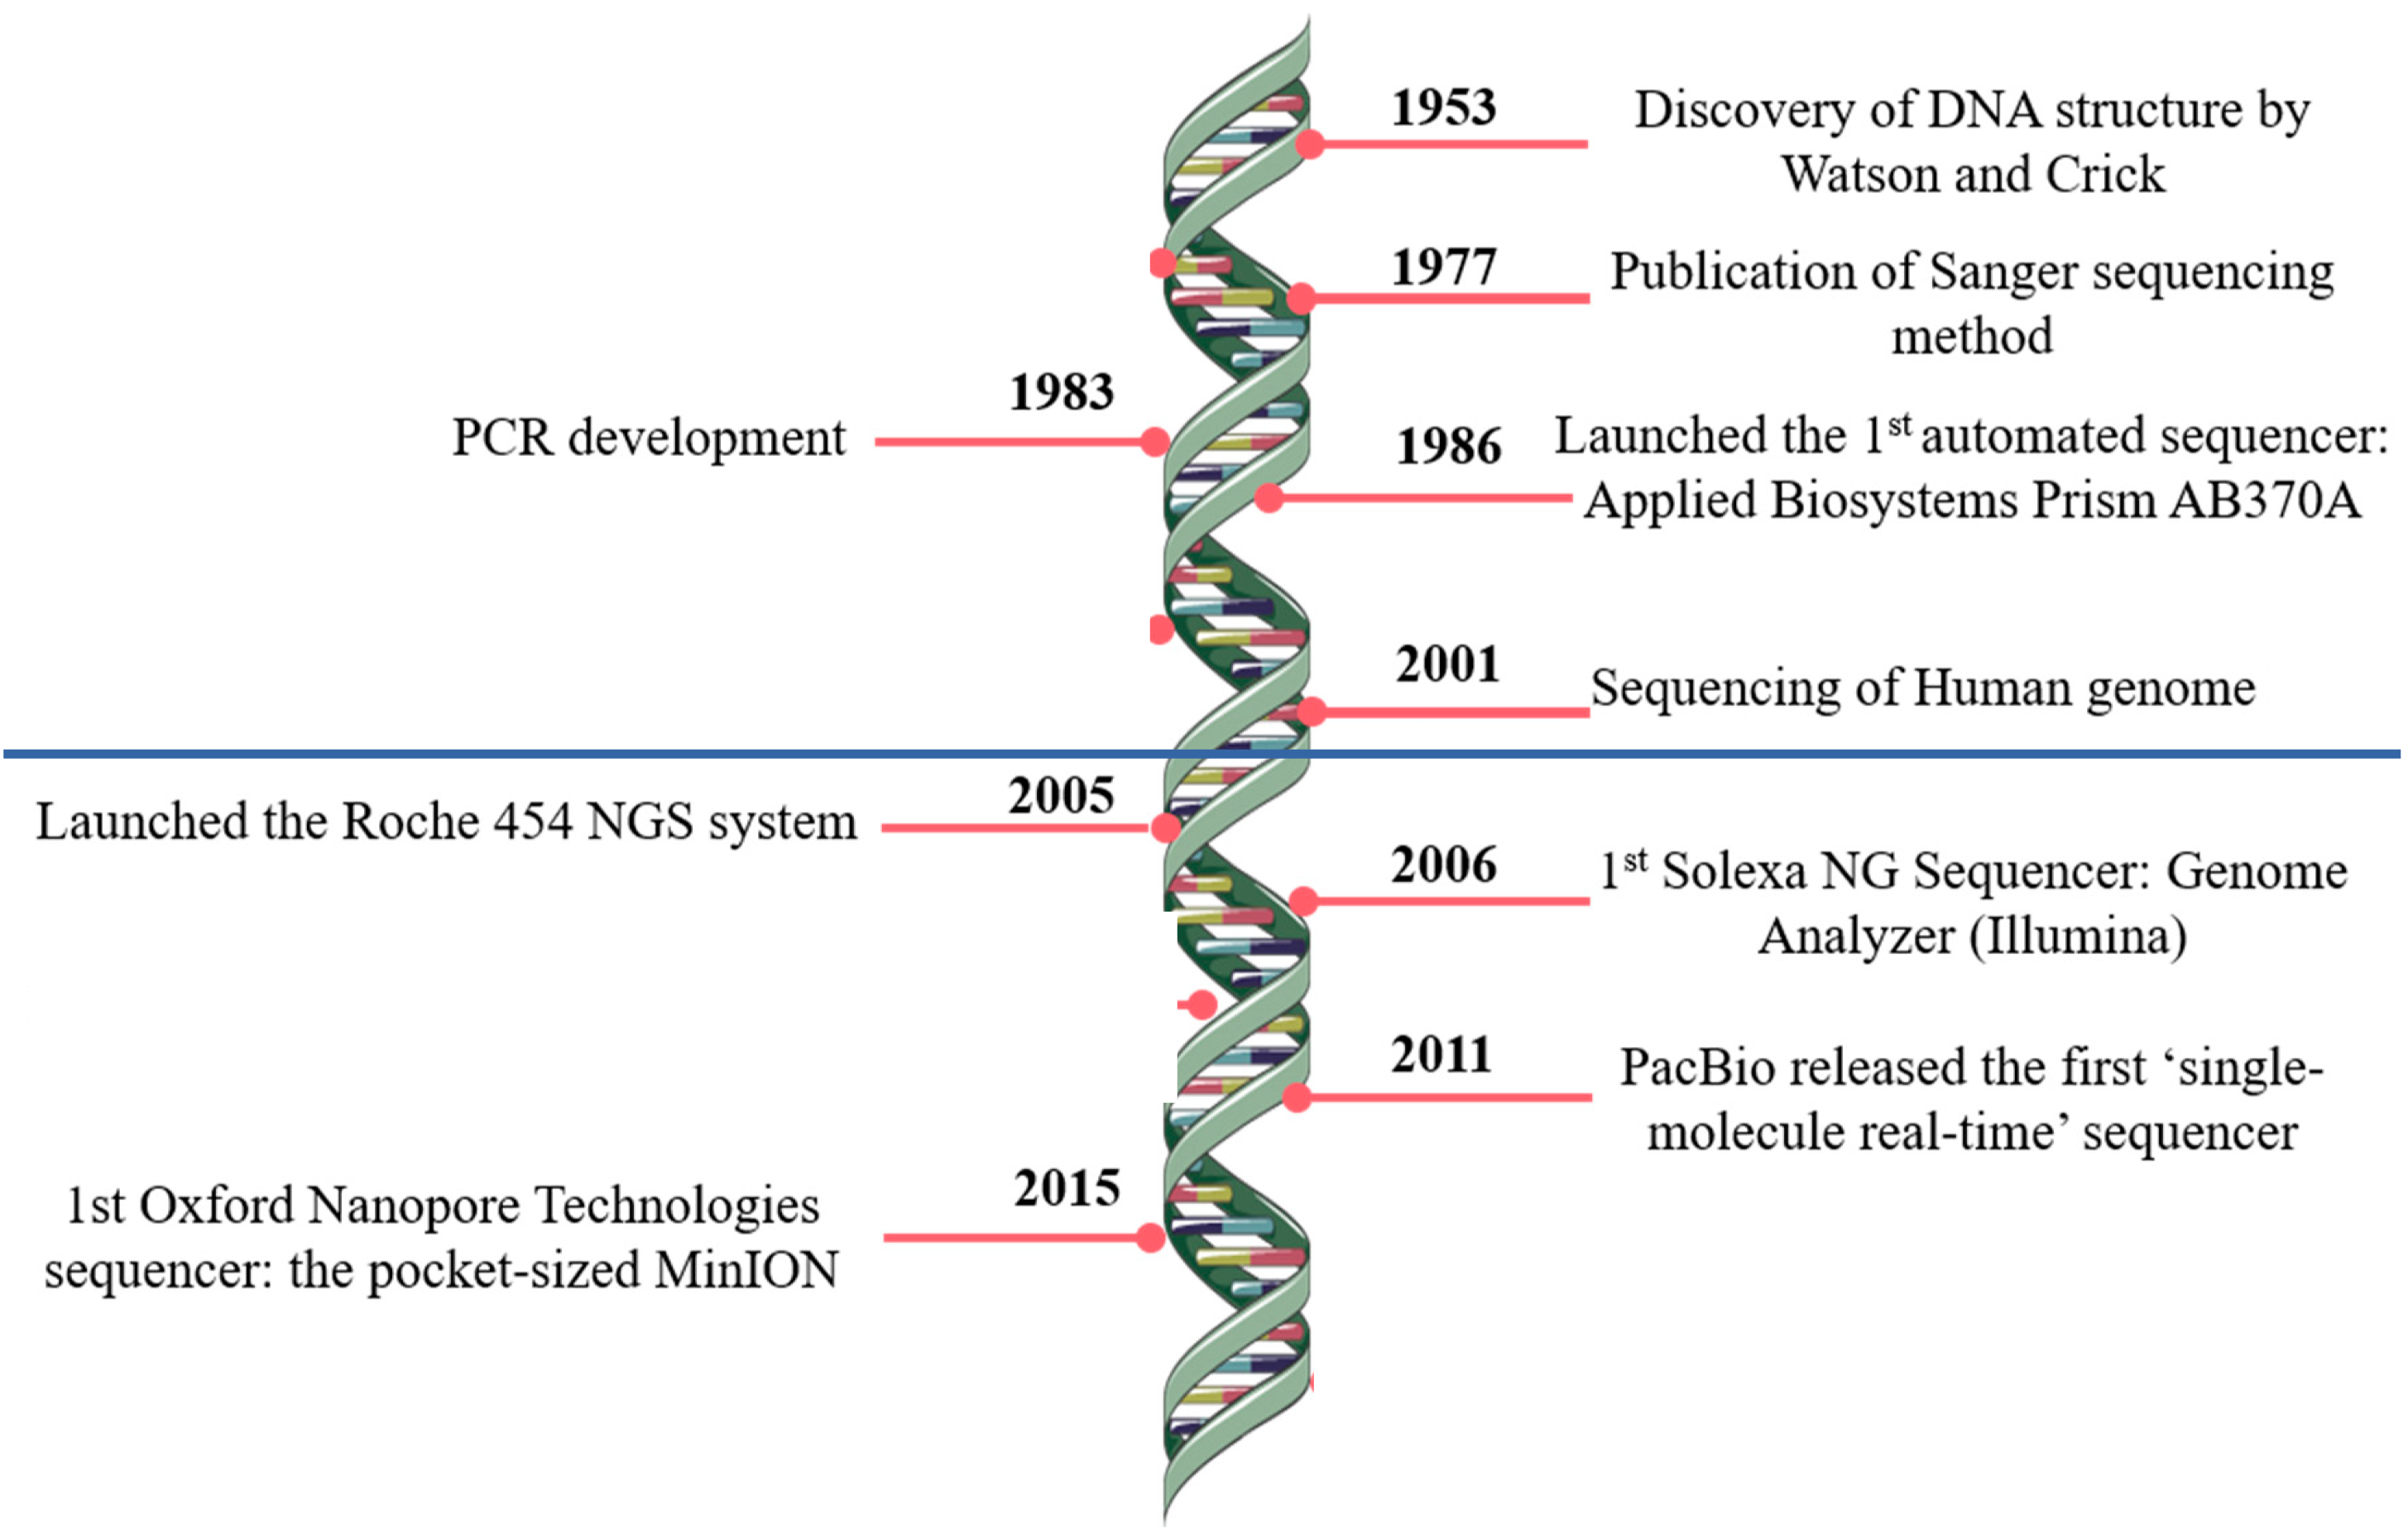 1953
Discovery of DNA structure by
Watson and Crick
1977
Publication of Sanger sequencing
method
1983
PCR development
1986
Launched the 1st automated sequencer:
Applied Biosystems Prism AB370A
2001
Sequencing of Human genome
2005
Launched the Roche 454 NGS system
2006
1st Solexa NG Sequencer: Genome
Analyzer (Illumina)
2011
PacBio released the first ‘single-
molecule real-time’ sequencer
2015
1st Oxford Nanopore Technologies
sequencer: the pocket-sized MinION